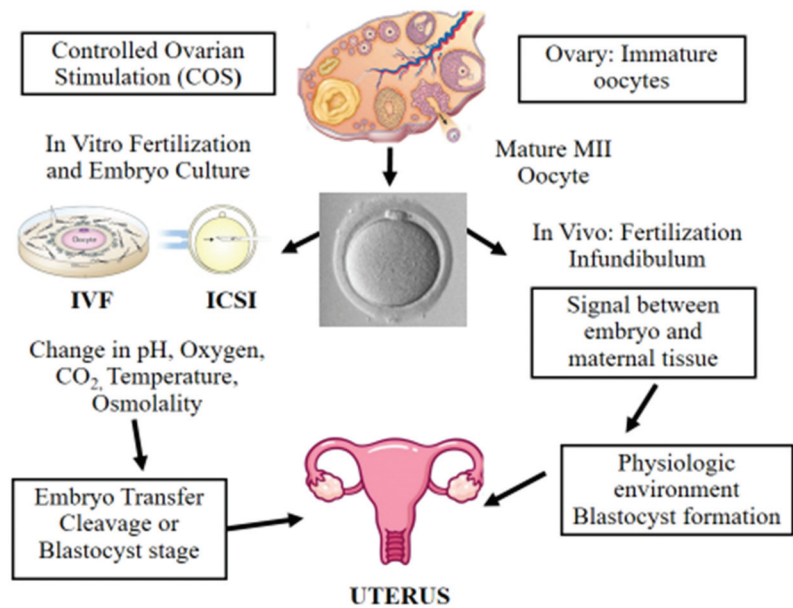 Controlled Ovarian
Stimulation (COS)
Ovary: Immature
oocytes
In Vitro Fertilization
and Embryo Culture
Mature MII
Oocyte
Oocyte
IVF
ICSI
In Vivo: Fertilization
Infundibulum
Change in pH, Oxygen,
CO₂, Temperature,
Osmolality
Signal between
embryo and
maternal tissue
Embryo Transfer
Cleavage or
Blastocyst stage
Physiologic
environment
Blastocyst formation
UTERUS